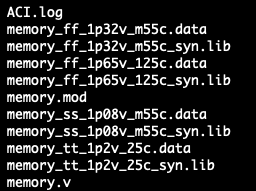 ACI.log
memory_ff_1p32v_m55c.data
memory_ff_1p32v_m55c_syn.lib
memory_ff_1p65v_125c.data
memory_ff_1p65v_125c_syn.lib
memory.mod
memory_ss_1p08v_m55c.data
memory_ss_1p08v_m55c_syn.lib
memory_tt_1p2v_25c.data
memory_tt_1p2v_25c_syn.lib
memory.v